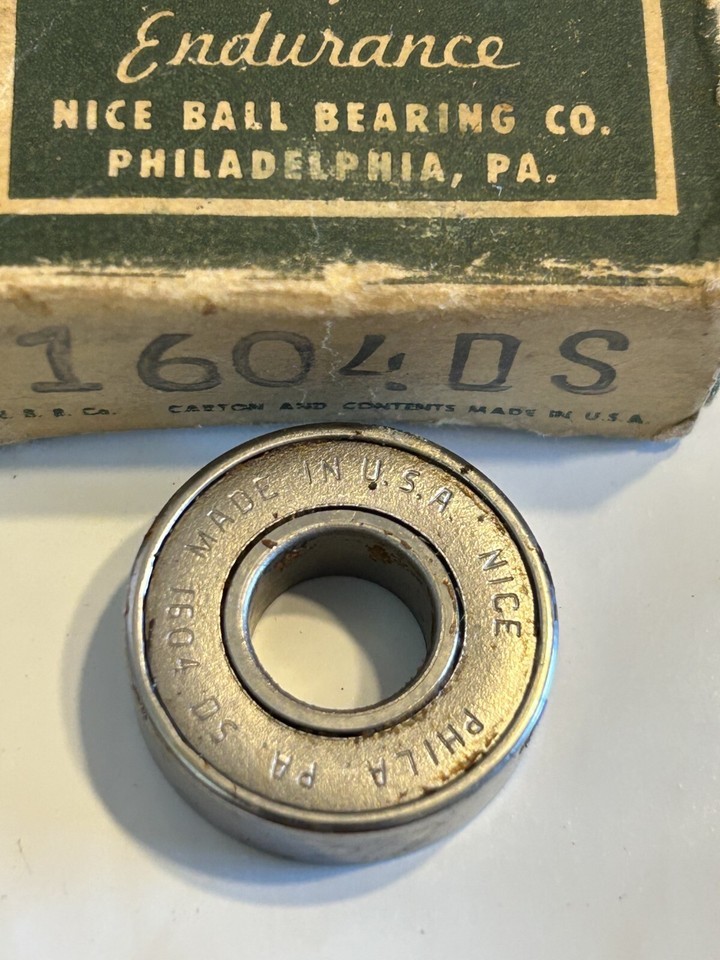 Endurance
NICE BALL BEARING CO.
PHILADELPHIA, PA.
1604DS
B. B. Co. CARTON AND CONTENTS MADE IN U.S.A.
MADE IN U.S.A.
NICE
PHILA. PA.
1604